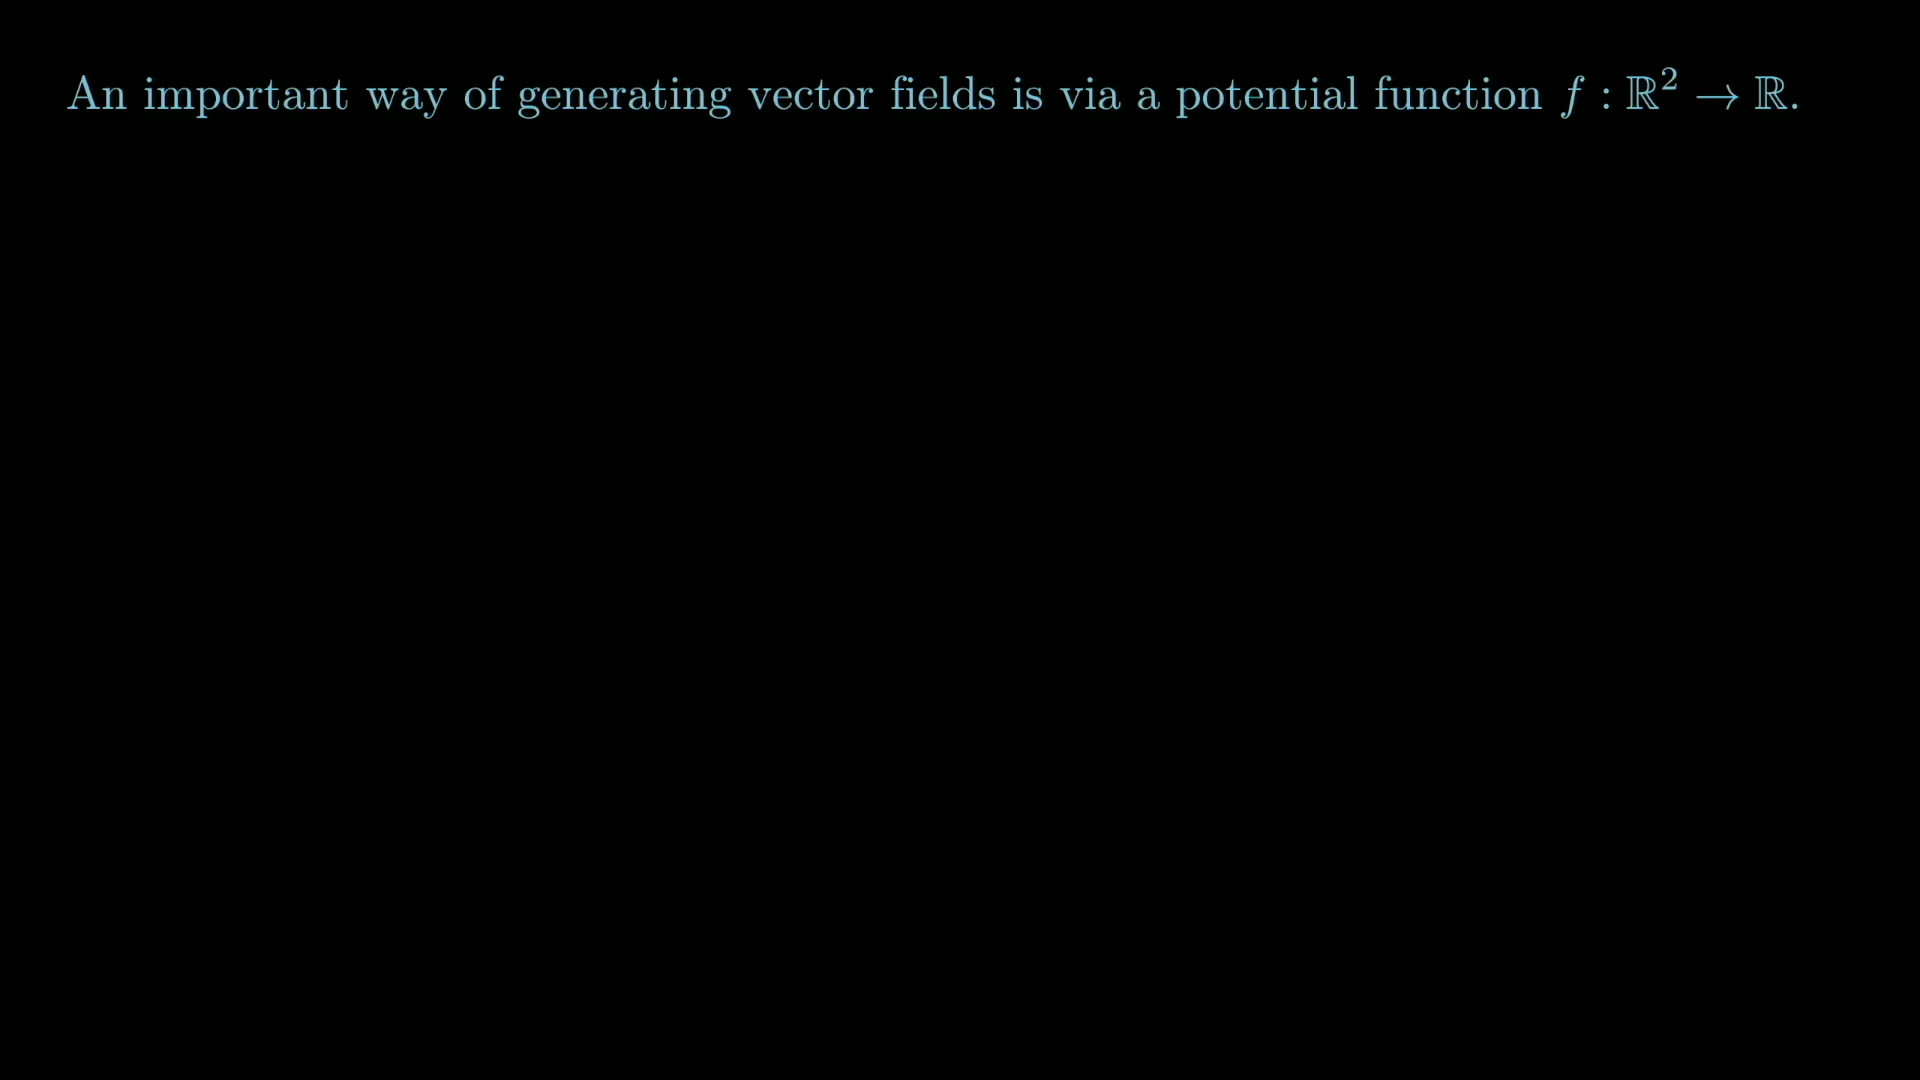 An important way of generating vector fields is via a potential function f : ℝ² → ℝ.